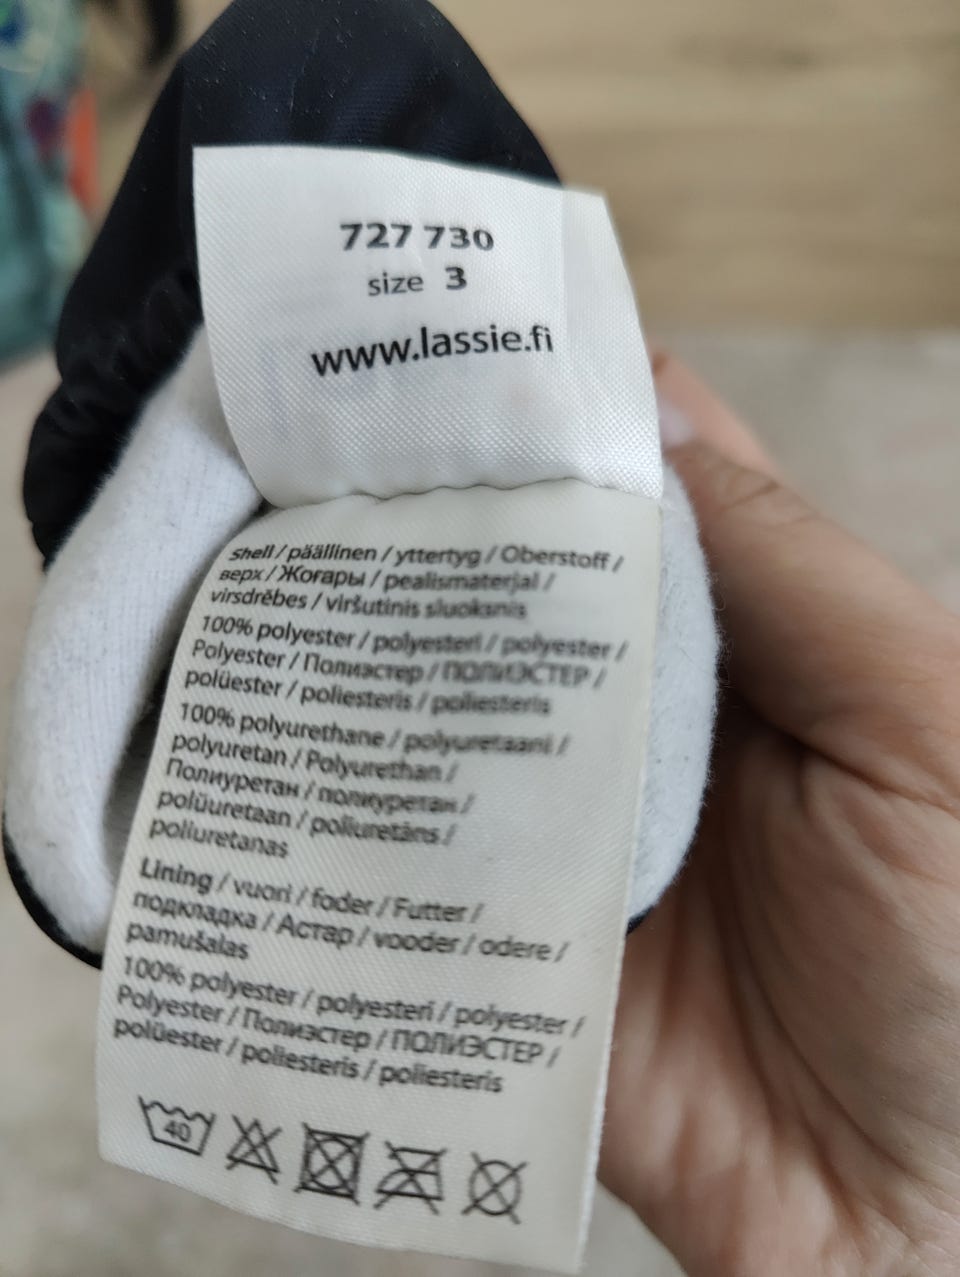 727 730
size 3
www.lassie.fi
shell / päällinen / yttertyg / Oberstoff /
верх / Жоғары / pealismaterjal /
virsdrēbes / viršutinis sluoksnis
100% polyester / polyesteri / polyester /
Polyester / Полиэстер / ПОЛИЭСТЕР /
polüester / poliesteris / poliesteris
100% polyurethane / polyuretaani /
polyuretan / Polyurethan /
Полиуретан / полиуретан /
polüuretaan / poliuretāns /
poliuretanas
Lining / vuori / foder / Futter /
подкладка / Астар / vooder / odere /
pamušalas
100% polyester / polyesteri / polyester /
Polyester / Полиэстер / ПОЛИЭСТЕР /
polüester / poliesteris / poliesteris
40